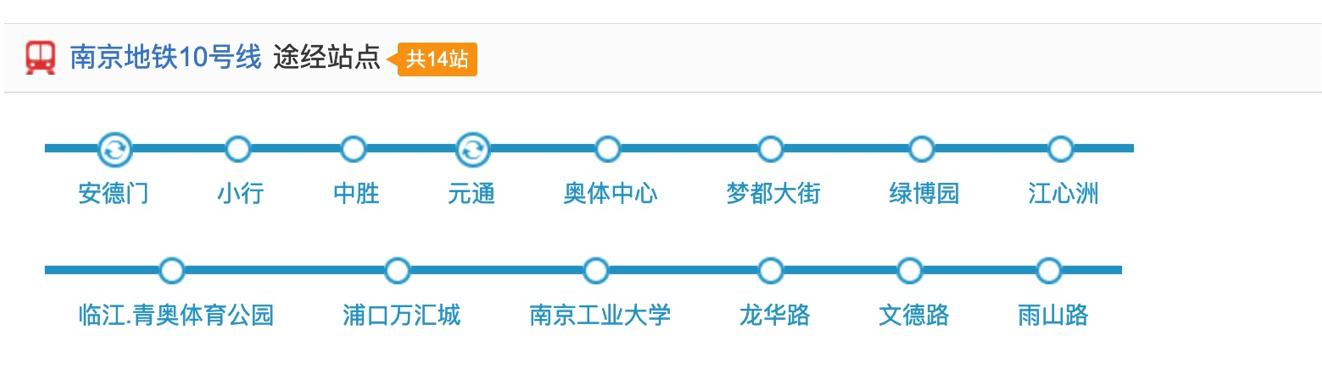 南京地铁10号线 途经站点 共14站
安德门 小行 中胜 元通 奥体中心 梦都大街 绿博园 江心洲
临江.青奥体育公园 浦口万汇城 南京工业大学 龙华路 文德路 雨山路